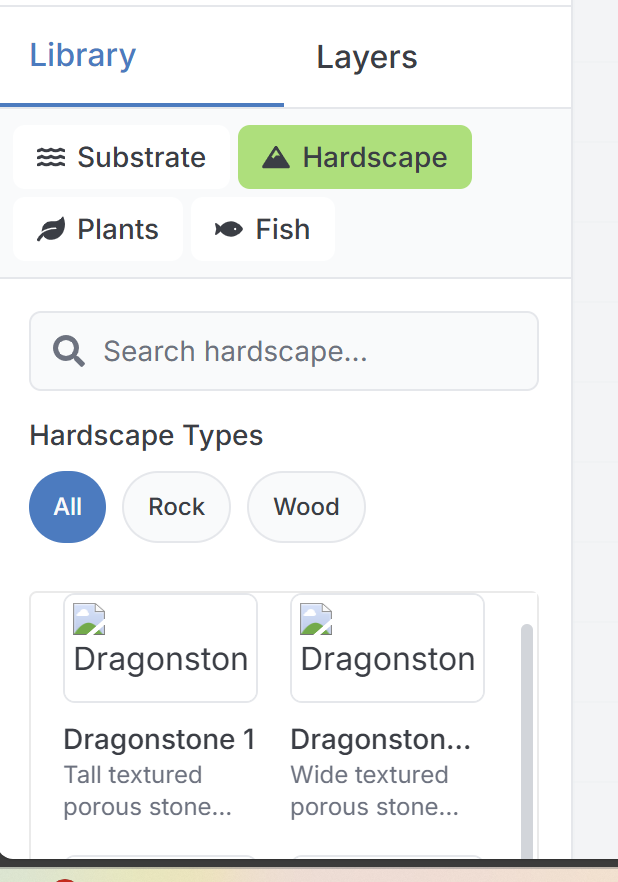 Library
Layers
Substrate
Hardscape
Plants
Fish
Search hardscape...
Hardscape Types
All
Rock
Wood
Dragonston
Dragonston
Dragonstone 1
Dragonston...
Tall textured
porous stone...
Wide textured
porous stone...